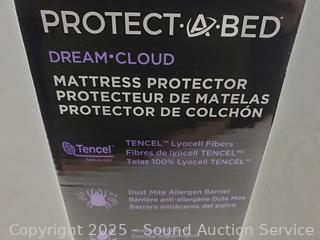 PROTECT·A·BED®
DREAM·CLOUD
MATTRESS PROTECTOR
PROTECTEUR DE MATELAS
PROTECTOR DE COLCHÓN
Tencel™
TENCEL™ Lyocell Fibers
Fibres de lyocell TENCEL™ᶜ
Telas 100% Lyocell TENCEL™
Dust Mite Allergen Barrier
Barrière anti-allergène Dute Mite
Barrera antiácaros del polvo
Copyright 2025 - Sound Auction Service